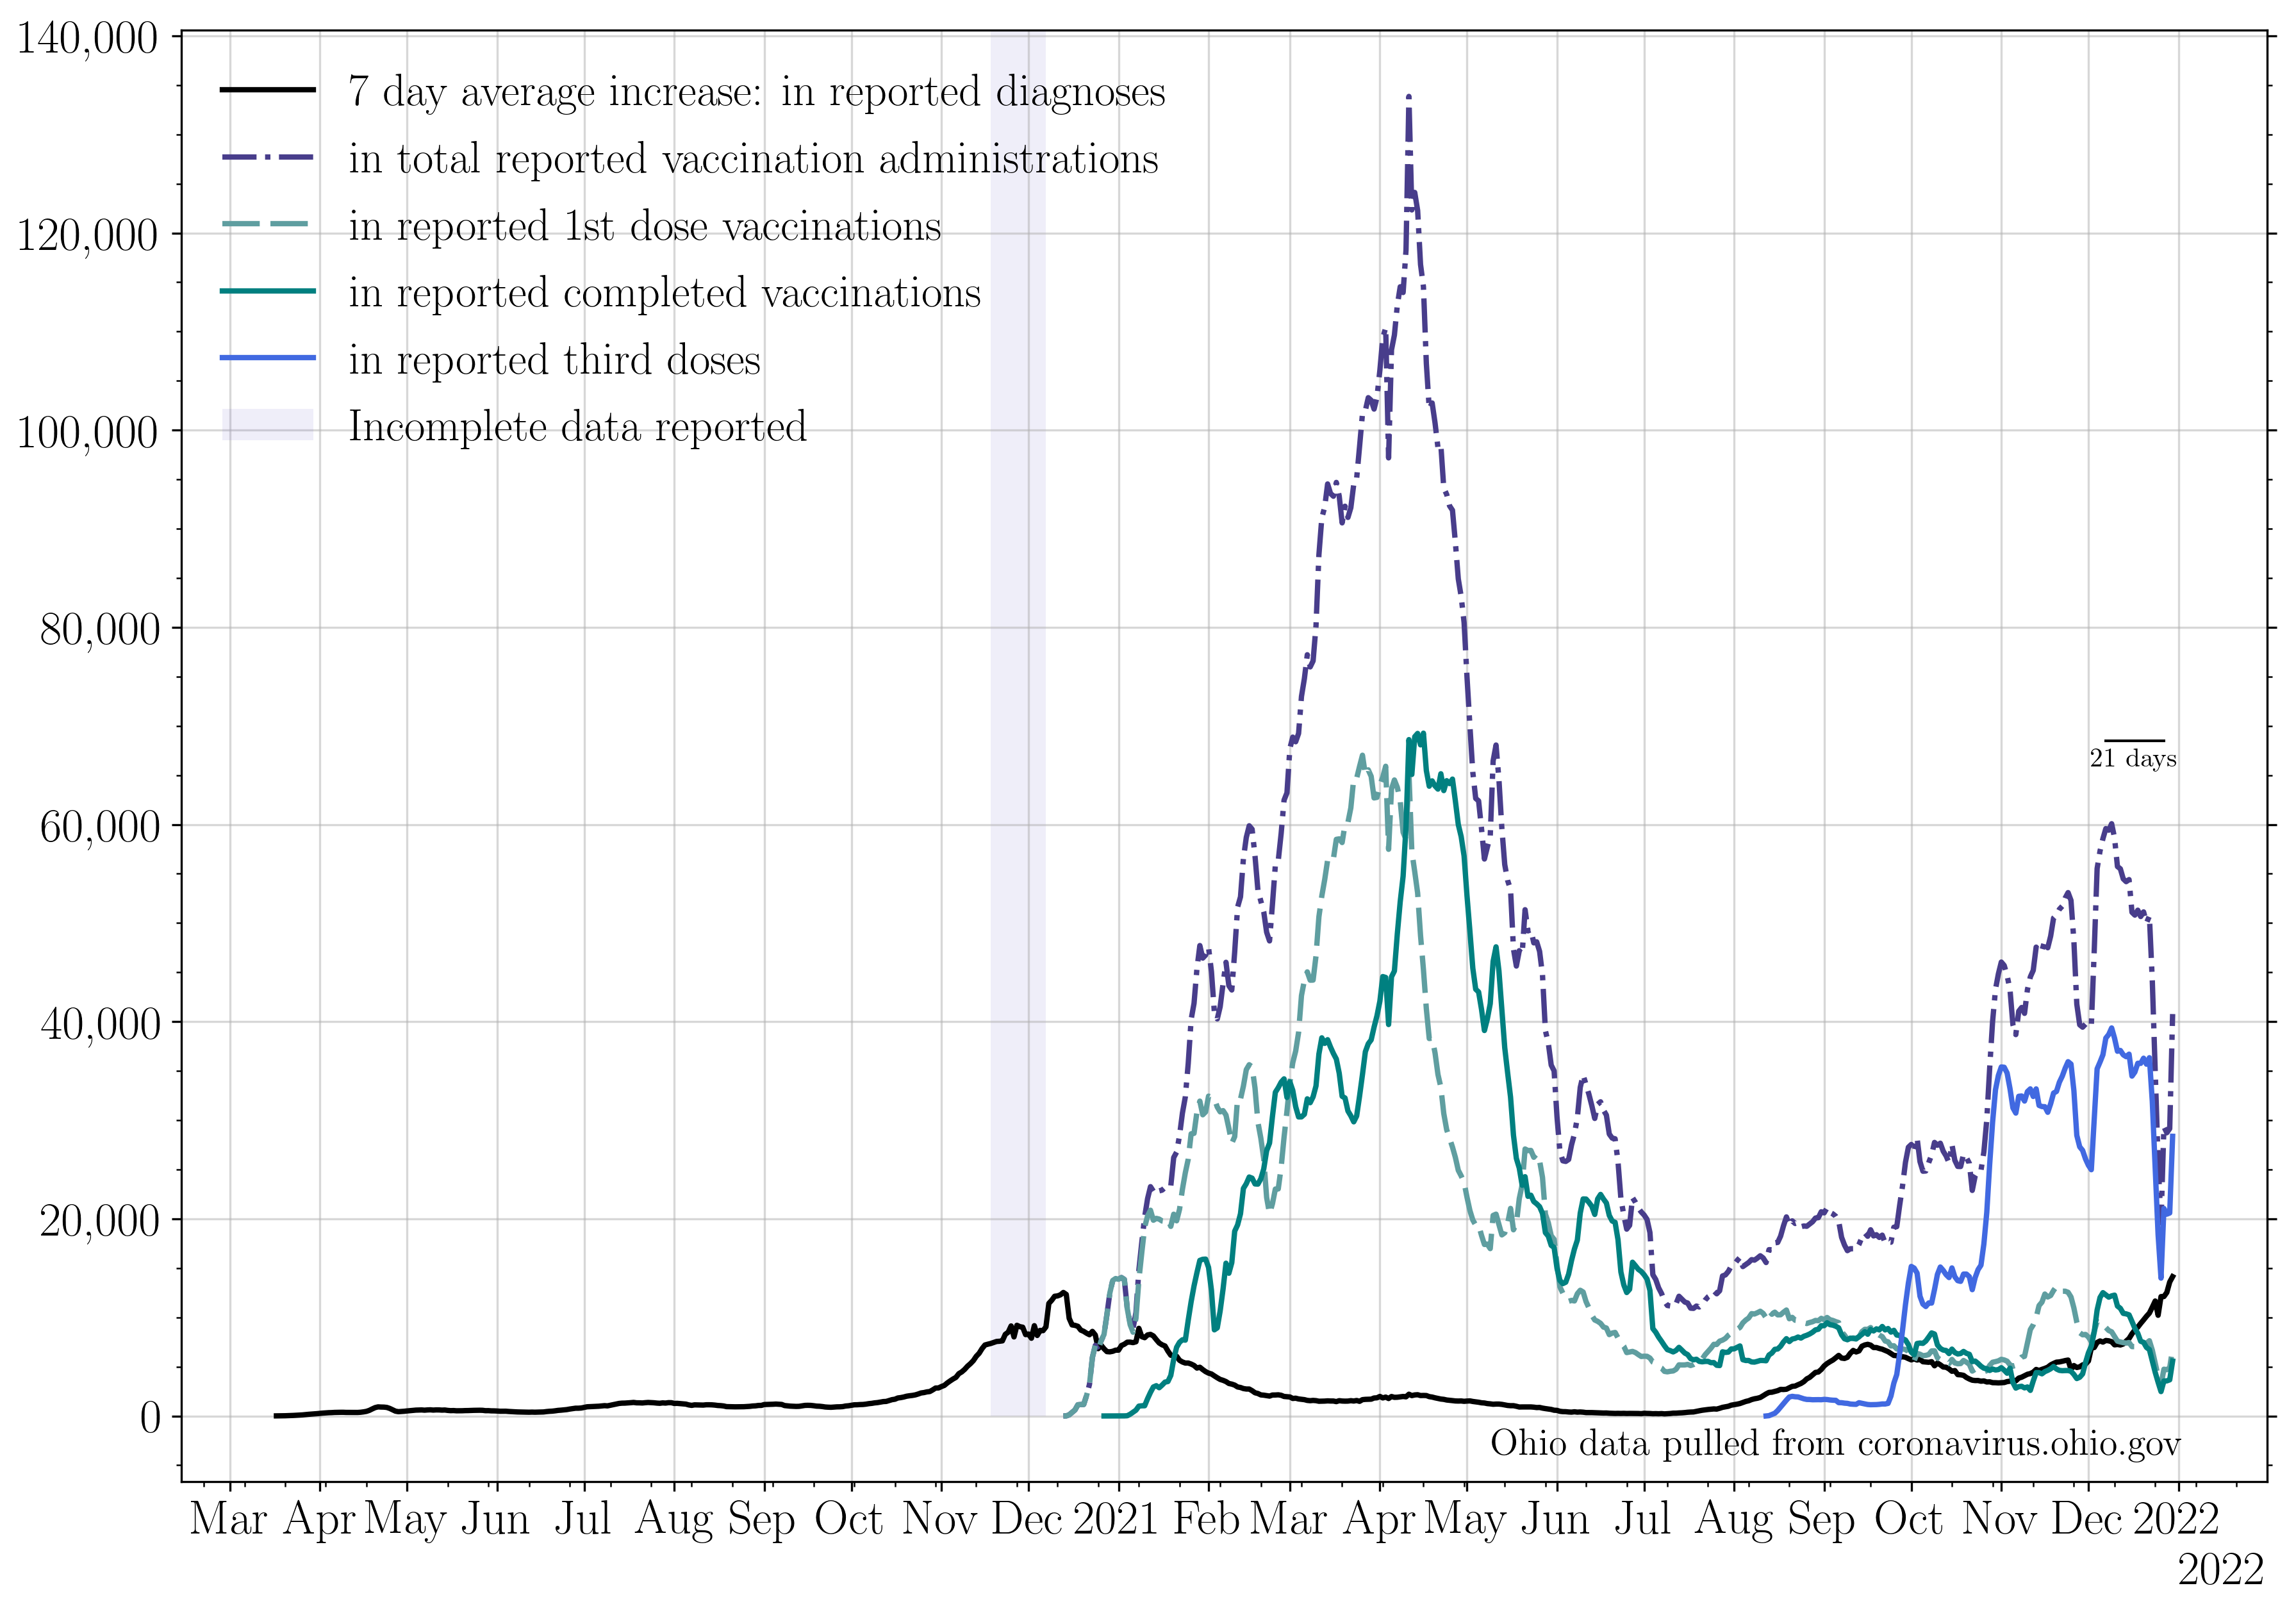 140,000
120,000
100,000
80,000
60,000
40,000
20,000
0
7 day average increase: in reported diagnoses
in total reported vaccination administrations
in reported 1st dose vaccinations
in reported completed vaccinations
in reported third doses
Incomplete data reported
21 days
Ohio data pulled from coronavirus.ohio.gov
Mar Apr May Jun Jul Aug Sep Oct Nov Dec 2021 Feb Mar Apr May Jun Jul Aug Sep Oct Nov Dec 2022
2022